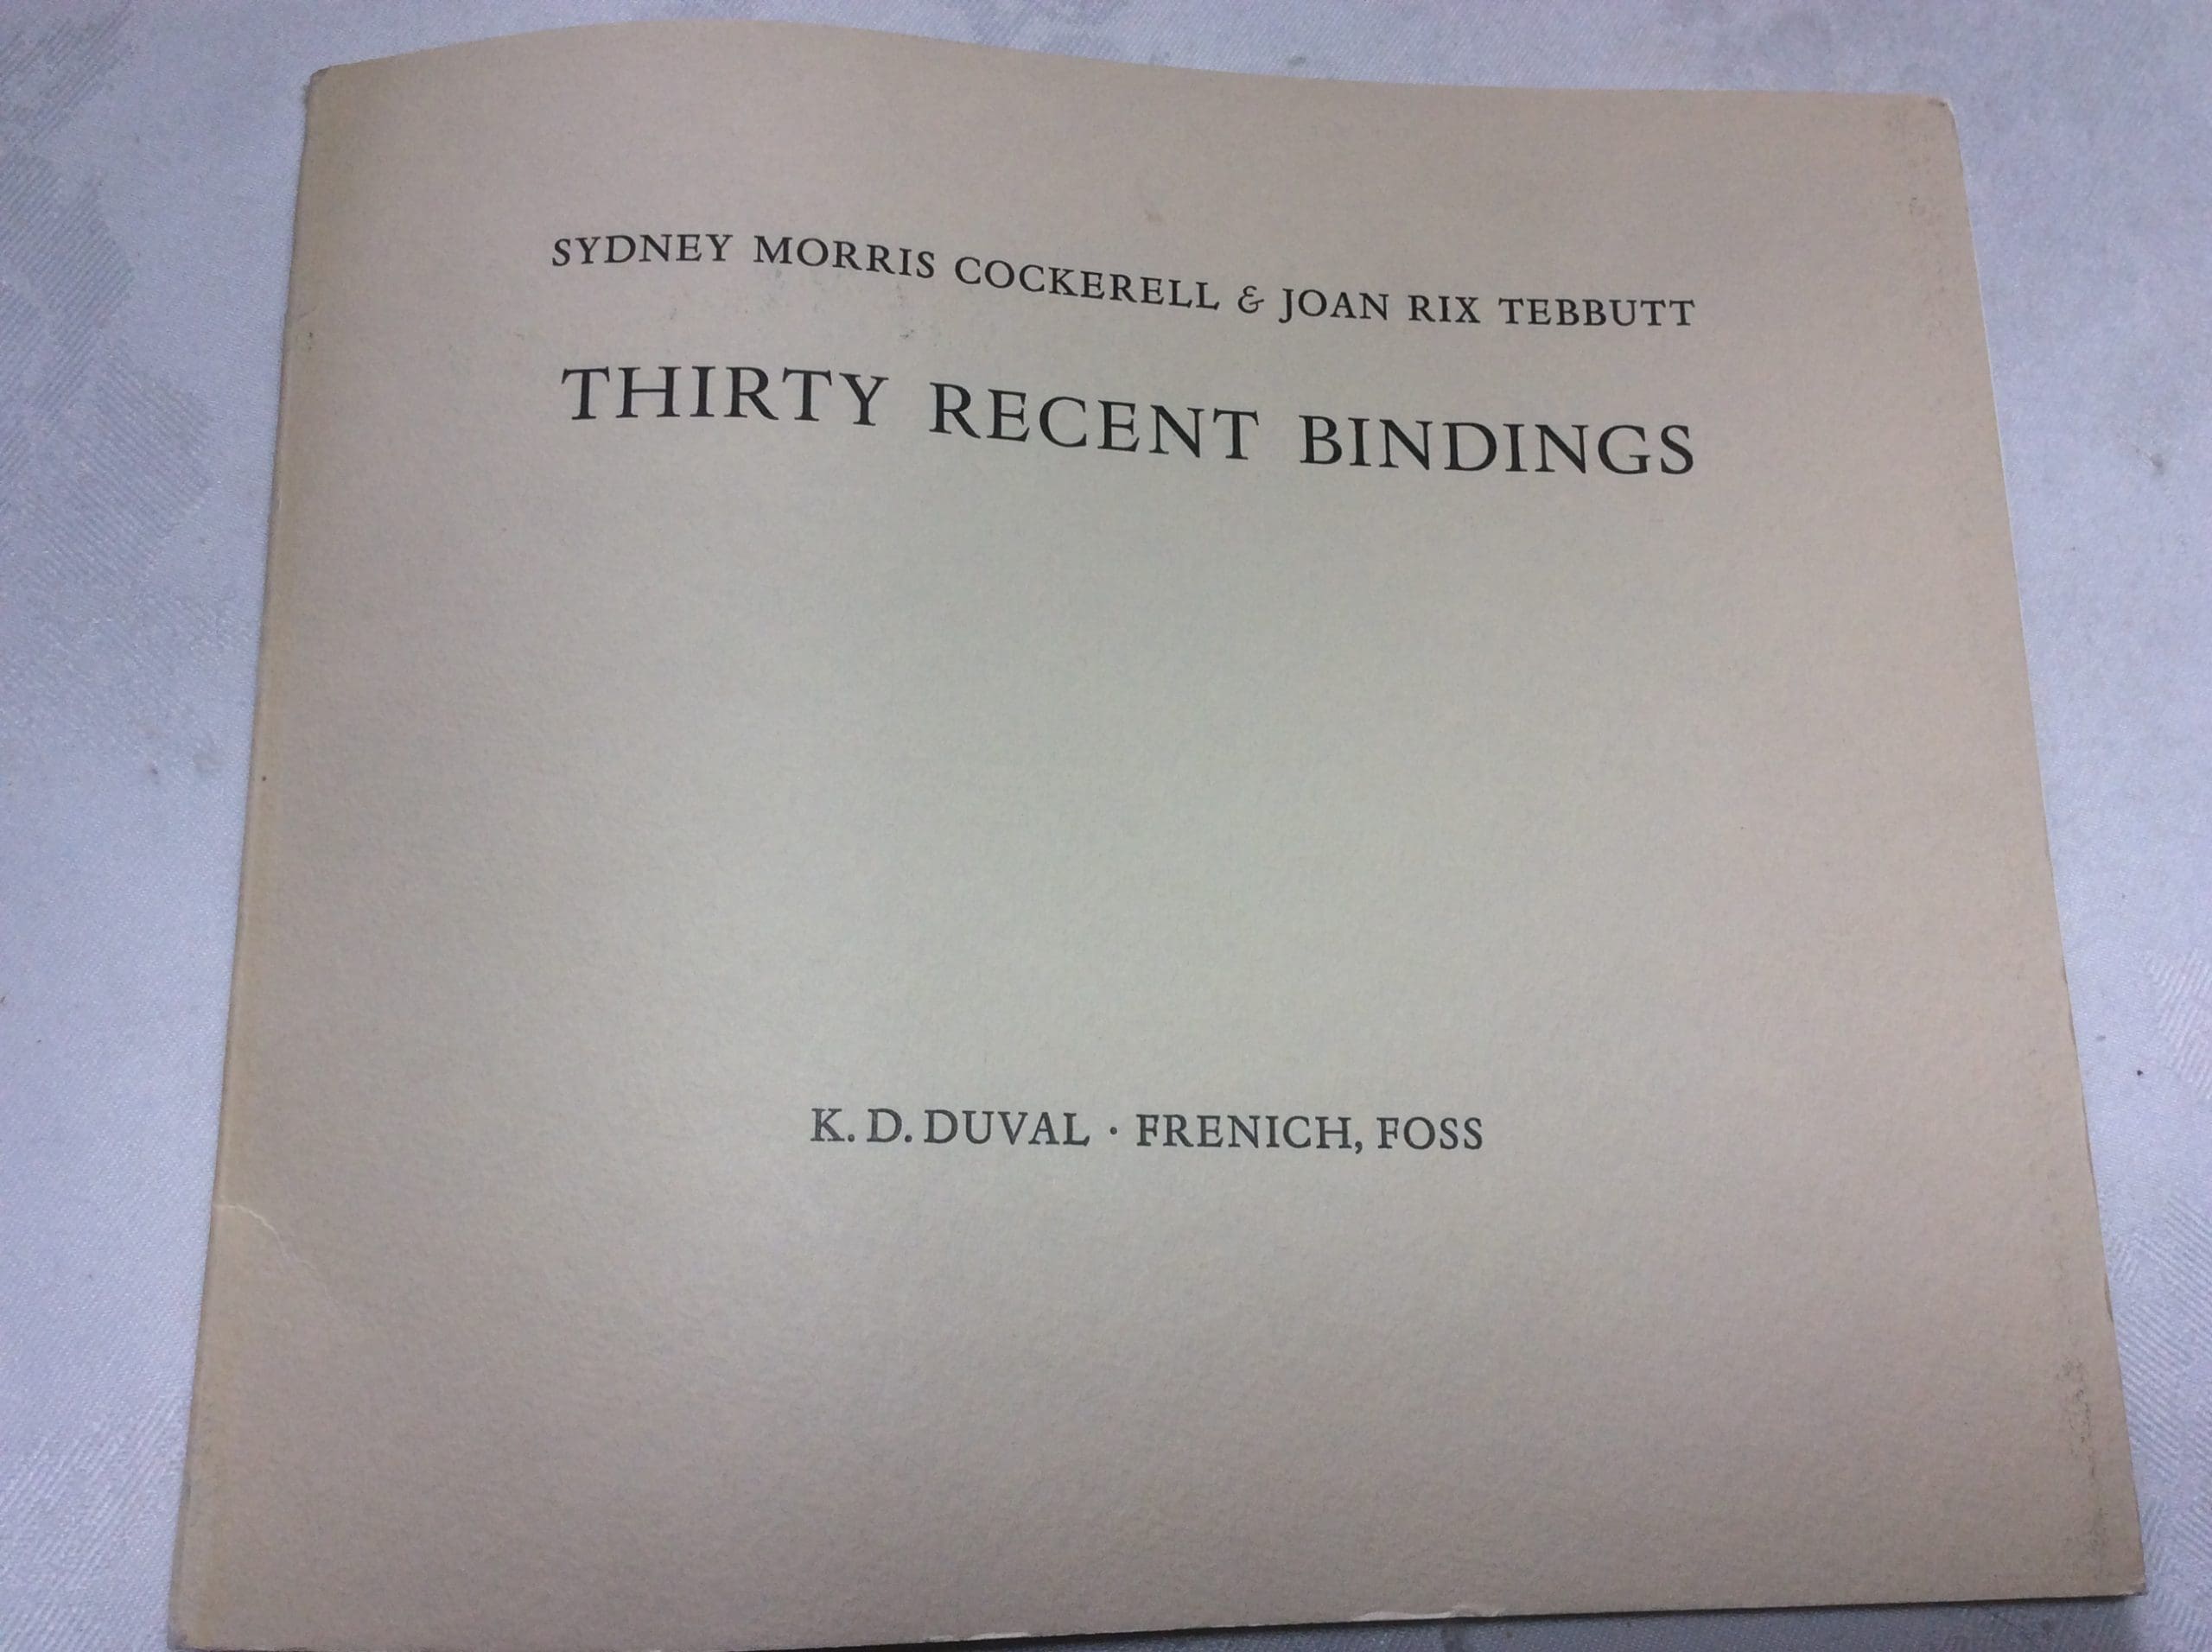 SYDNEY MORRIS COCKERELL & JOAN RIX TEBBUTT
THIRTY RECENT BINDINGS
K. D. DUVAL · FRENICH, FOSS